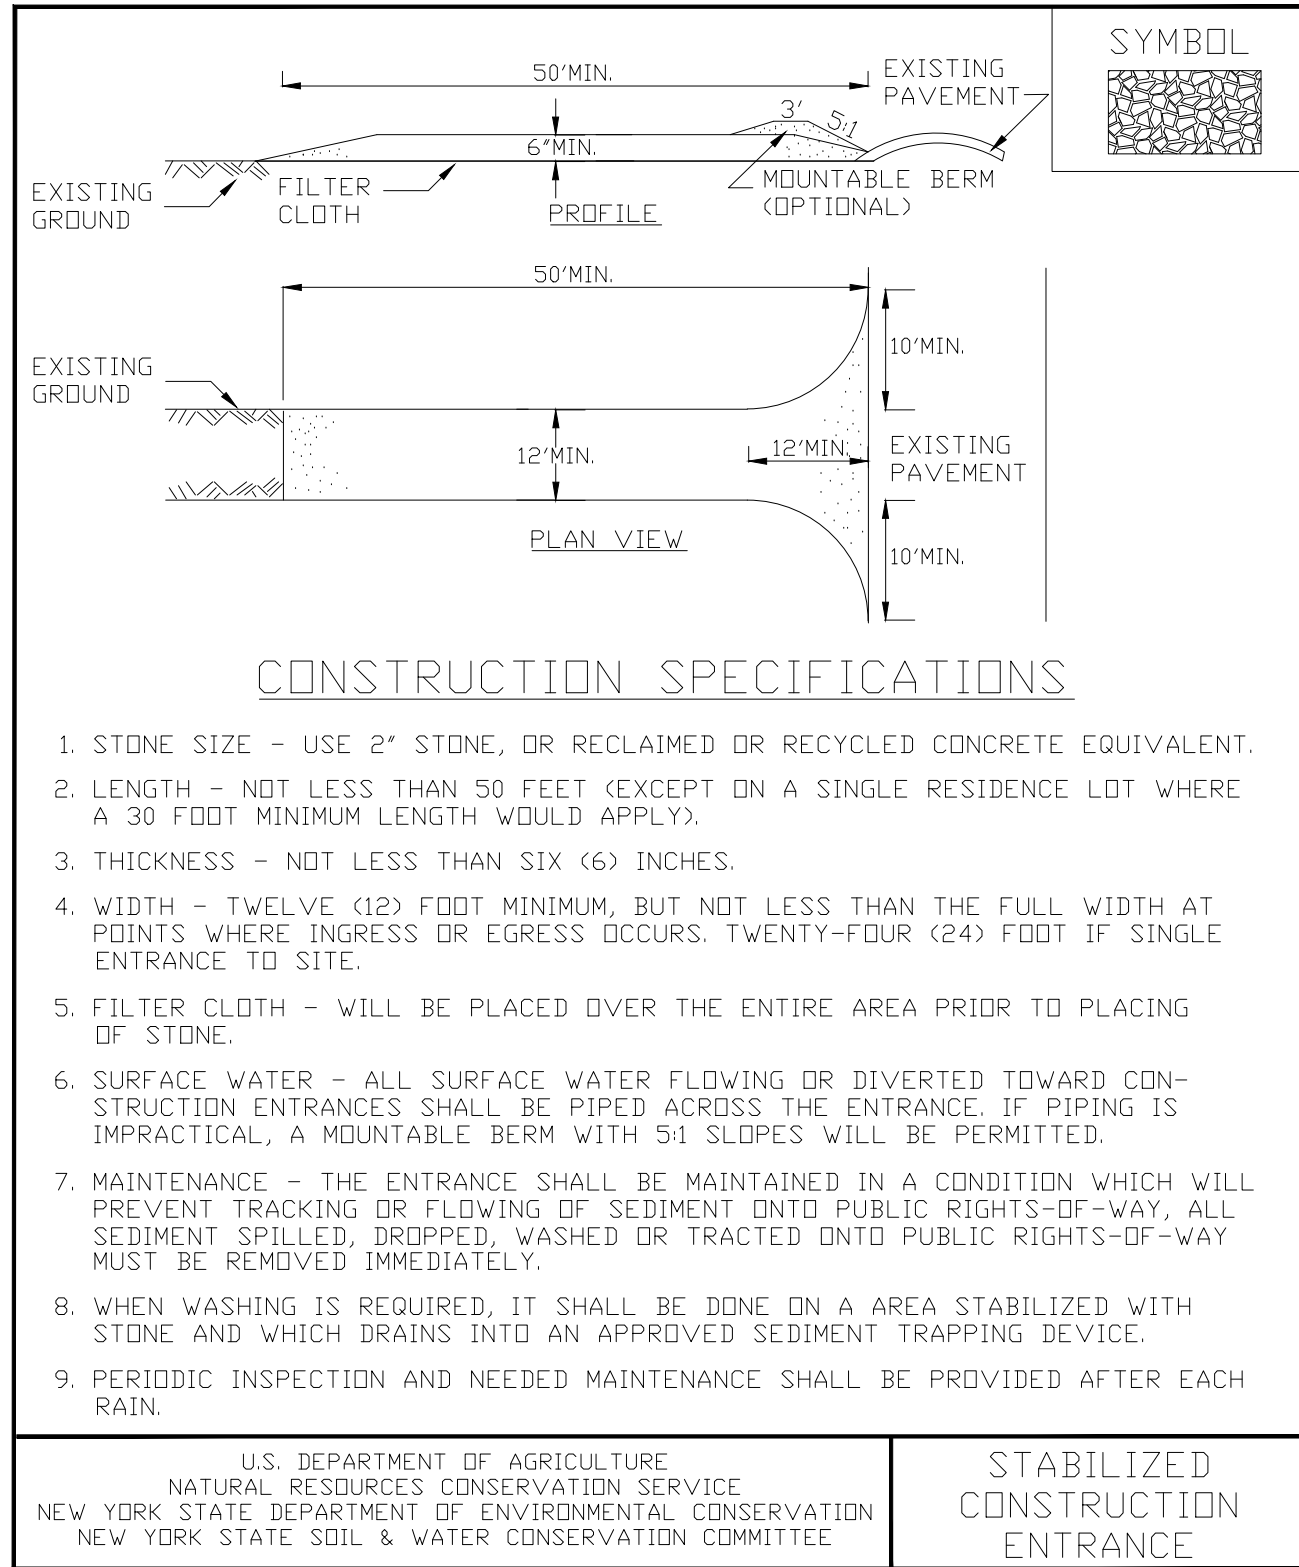 SYMBOL
50'MIN.
EXISTING
PAVEMENT
3'
5:1
6"MIN.
EXISTING
GROUND
FILTER
CLOTH
PROFILE
MOUNTABLE BERM
(OPTIONAL)
50'MIN.
10'MIN.
EXISTING
GROUND
12'MIN.
12'MIN.
EXISTING
PAVEMENT
PLAN VIEW
10'MIN.
CONSTRUCTION SPECIFICATIONS
1. STONE SIZE - USE 2" STONE, OR RECLAIMED OR RECYCLED CONCRETE EQUIVALENT.
2. LENGTH - NOT LESS THAN 50 FEET (EXCEPT ON A SINGLE RESIDENCE LOT WHERE
A 30 FOOT MINIMUM LENGTH WOULD APPLY).
3. THICKNESS - NOT LESS THAN SIX (6) INCHES.
4. WIDTH - TWELVE (12) FOOT MINIMUM, BUT NOT LESS THAN THE FULL WIDTH AT
POINTS WHERE INGRESS OR EGRESS OCCURS. TWENTY-FOUR (24) FOOT IF SINGLE
ENTRANCE TO SITE.
5. FILTER CLOTH - WILL BE PLACED OVER THE ENTIRE AREA PRIOR TO PLACING
OF STONE.
6. SURFACE WATER - ALL SURFACE WATER FLOWING OR DIVERTED TOWARD CON-
STRUCTION ENTRANCES SHALL BE PIPED ACROSS THE ENTRANCE. IF PIPING IS
IMPRACTICAL, A MOUNTABLE BERM WITH 5:1 SLOPES WILL BE PERMITTED.
7. MAINTENANCE - THE ENTRANCE SHALL BE MAINTAINED IN A CONDITION WHICH WILL
PREVENT TRACKING OR FLOWING OF SEDIMENT ONTO PUBLIC RIGHTS-OF-WAY, ALL
SEDIMENT SPILLED, DROPPED, WASHED OR TRACTED ONTO PUBLIC RIGHTS-OF-WAY
MUST BE REMOVED IMMEDIATELY.
8. WHEN WASHING IS REQUIRED, IT SHALL BE DONE ON A AREA STABILIZED WITH
STONE AND WHICH DRAINS INTO AN APPROVED SEDIMENT TRAPPING DEVICE.
9. PERIODIC INSPECTION AND NEEDED MAINTENANCE SHALL BE PROVIDED AFTER EACH
RAIN.
U.S. DEPARTMENT OF AGRICULTURE
NATURAL RESOURCES CONSERVATION SERVICE
NEW YORK STATE DEPARTMENT OF ENVIRONMENTAL CONSERVATION
NEW YORK STATE SOIL & WATER CONSERVATION COMMITTEE
STABILIZED
CONSTRUCTION
ENTRANCE